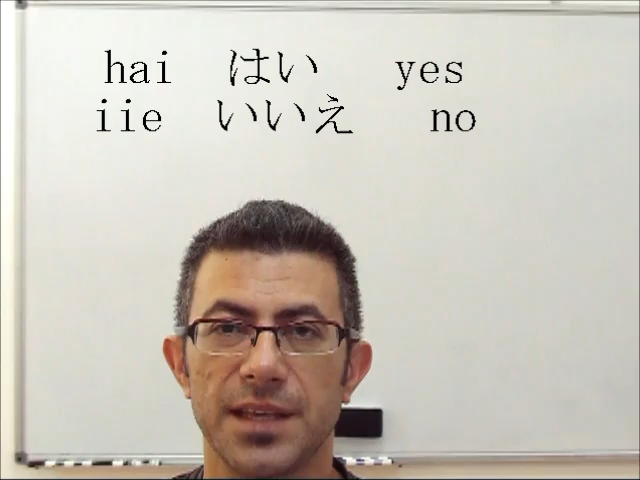 hai はい yes
iie いいえ no